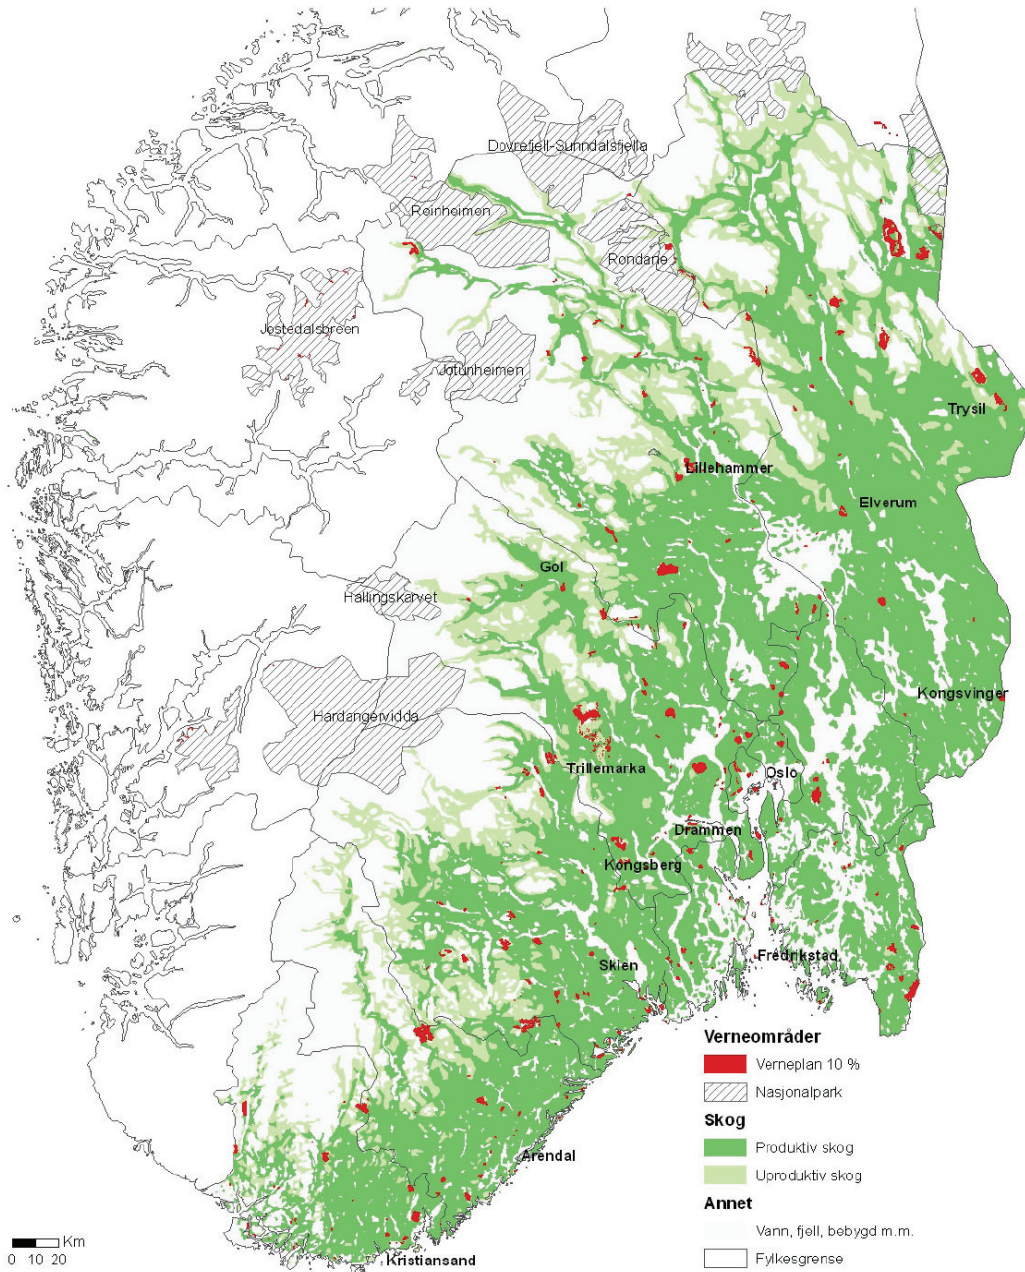 Dovrefjell-Sunndalsfjella
Reinheimen
Rondane
Jostedalsbreen
Jotunheimen
Trysil
Lillehammer
Elverum
Gol
Hallingskarvet
Kongsvinger
Hardangervidda
Trillemarka
Oslo
Drammen
Kongsberg
Fredrikstad
Skien
Arendal
Kristiansand
Verneområder
Verneplan 10 %
Nasjonalpark
Skog
Produktiv skog
Uproduktiv skog
Annet
Vann, fjell, bebygd m.m.
Fylkesgrense
Km
0 10 20